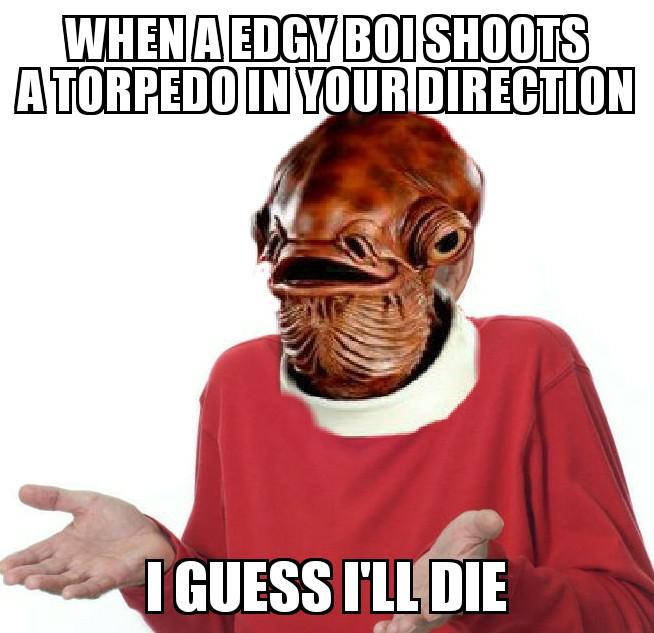 WHEN A EDGY BOI SHOOTS
A TORPEDO IN YOUR DIRECTION
I GUESS I'LL DIE